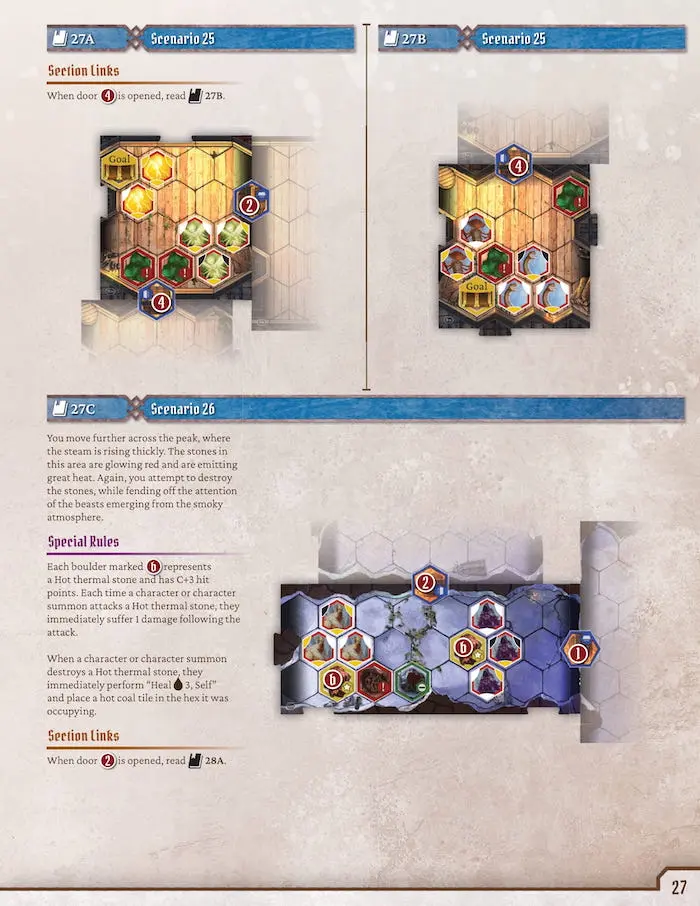 27A
Scenario 25
Section Links
When door 4 is opened, read 27B.
Goal
2
!
!
4
27B
Scenario 25
4
!
!
Goal
27C
Scenario 26
You move further across the peak, where
the steam is rising thickly. The stones in
this area are glowing red and are emitting
great heat. Again, you attempt to destroy
the stones, while fending off the attention
of the beasts emerging from the smoky
atmosphere.
Special Rules
Each boulder marked 6 represents
a Hot thermal stone and has C+3 hit
points. Each time a character or character
summon attacks a Hot thermal stone, they
immediately suffer 1 damage following the
attack.
When a character or character summon
destroys a Hot thermal stone, they
immediately perform “Heal 3, Self”
and place a hot coal tile in the hex it was
occupying.
Section Links
When door 2 is opened, read 28A.
2
6
1
6
!
27